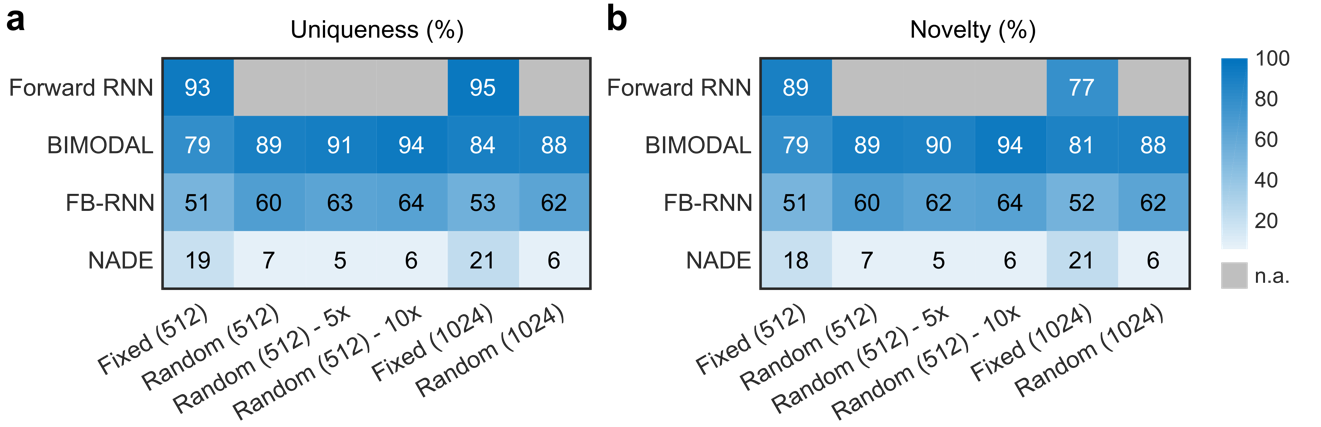 a
Uniqueness (%)
Forward RNN 93 95
BIMODAL 79 89 91 94 84 88
FB-RNN 51 60 63 64 53 62
NADE 19 7 5 6 21 6
Fixed (512)
Random (512)
Random (512) - 5x
Random (512) - 10x
Fixed (1024)
Random (1024)
b
Novelty (%)
Forward RNN 89 77
BIMODAL 79 89 90 94 81 88
FB-RNN 51 60 62 64 52 62
NADE 18 7 5 6 21 6
Fixed (512)
Random (512)
Random (512) - 5x
Random (512) - 10x
Fixed (1024)
Random (1024)
100
80
60
40
20
n.a.